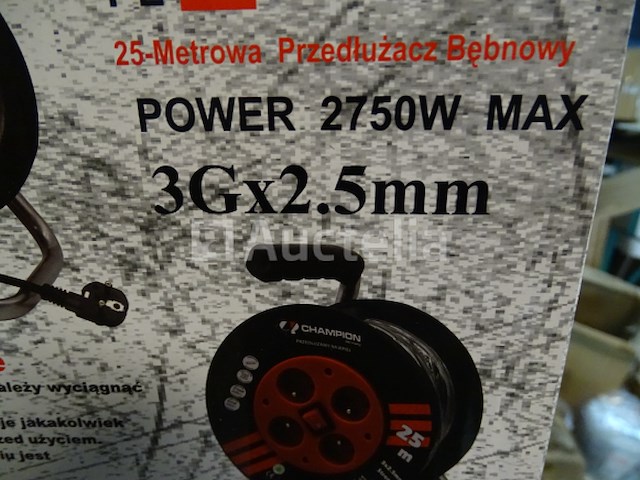 25-Metrowa Przedłużacz Bębnowy
POWER 2750W MAX
3Gx2.5mm
Auctelia
CHAMPION
25
m
ależy wyciągnąć
je jakakolwiek
zed użyciem.
iu jest